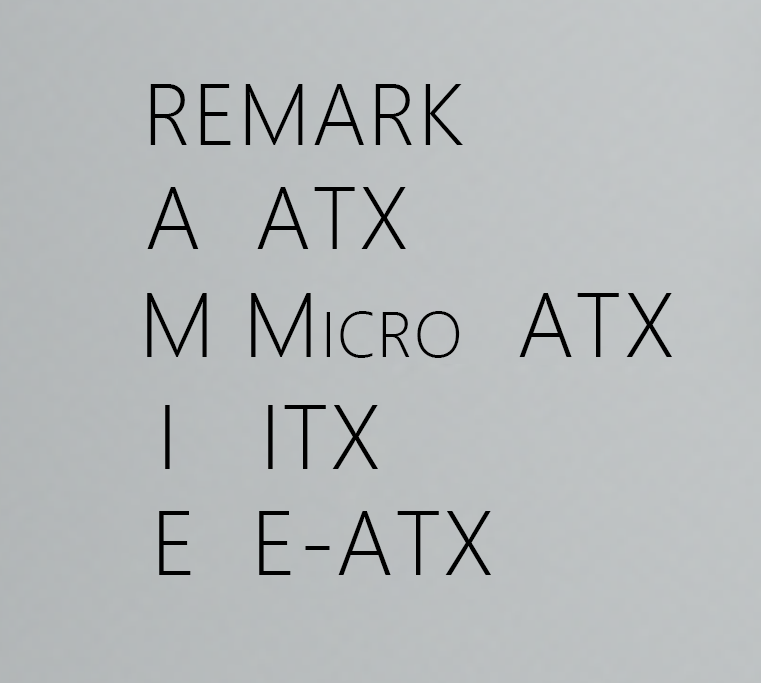 REMARK
A ATX
M MICRO ATX
I ITX
E E-ATX